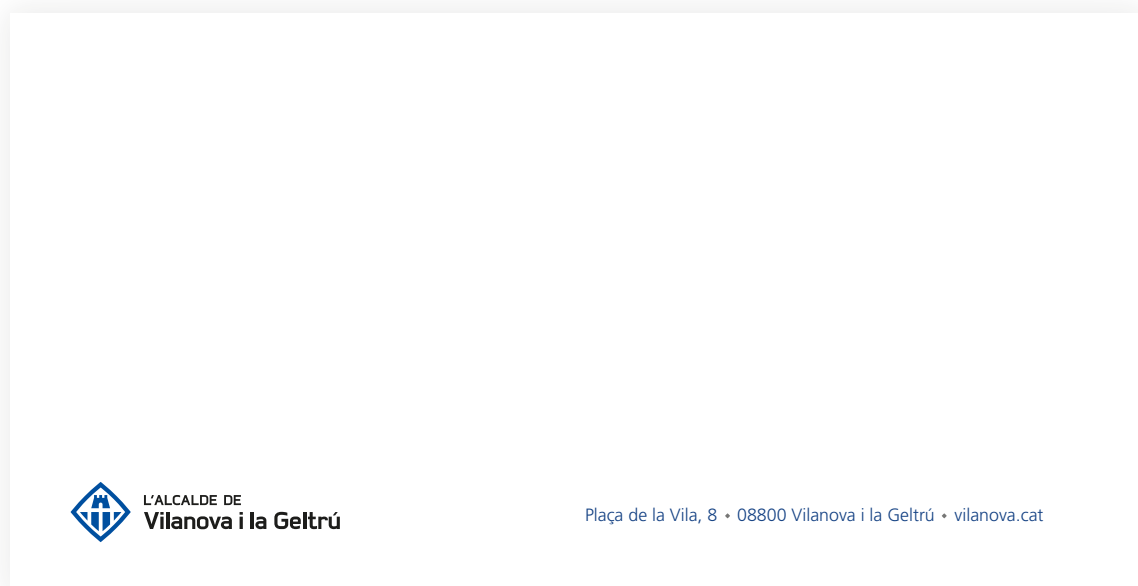 L'ALCALDE DE
Vilanova i la Geltrú
Plaça de la Vila, 8 • 08800 Vilanova i la Geltrú • vilanova.cat